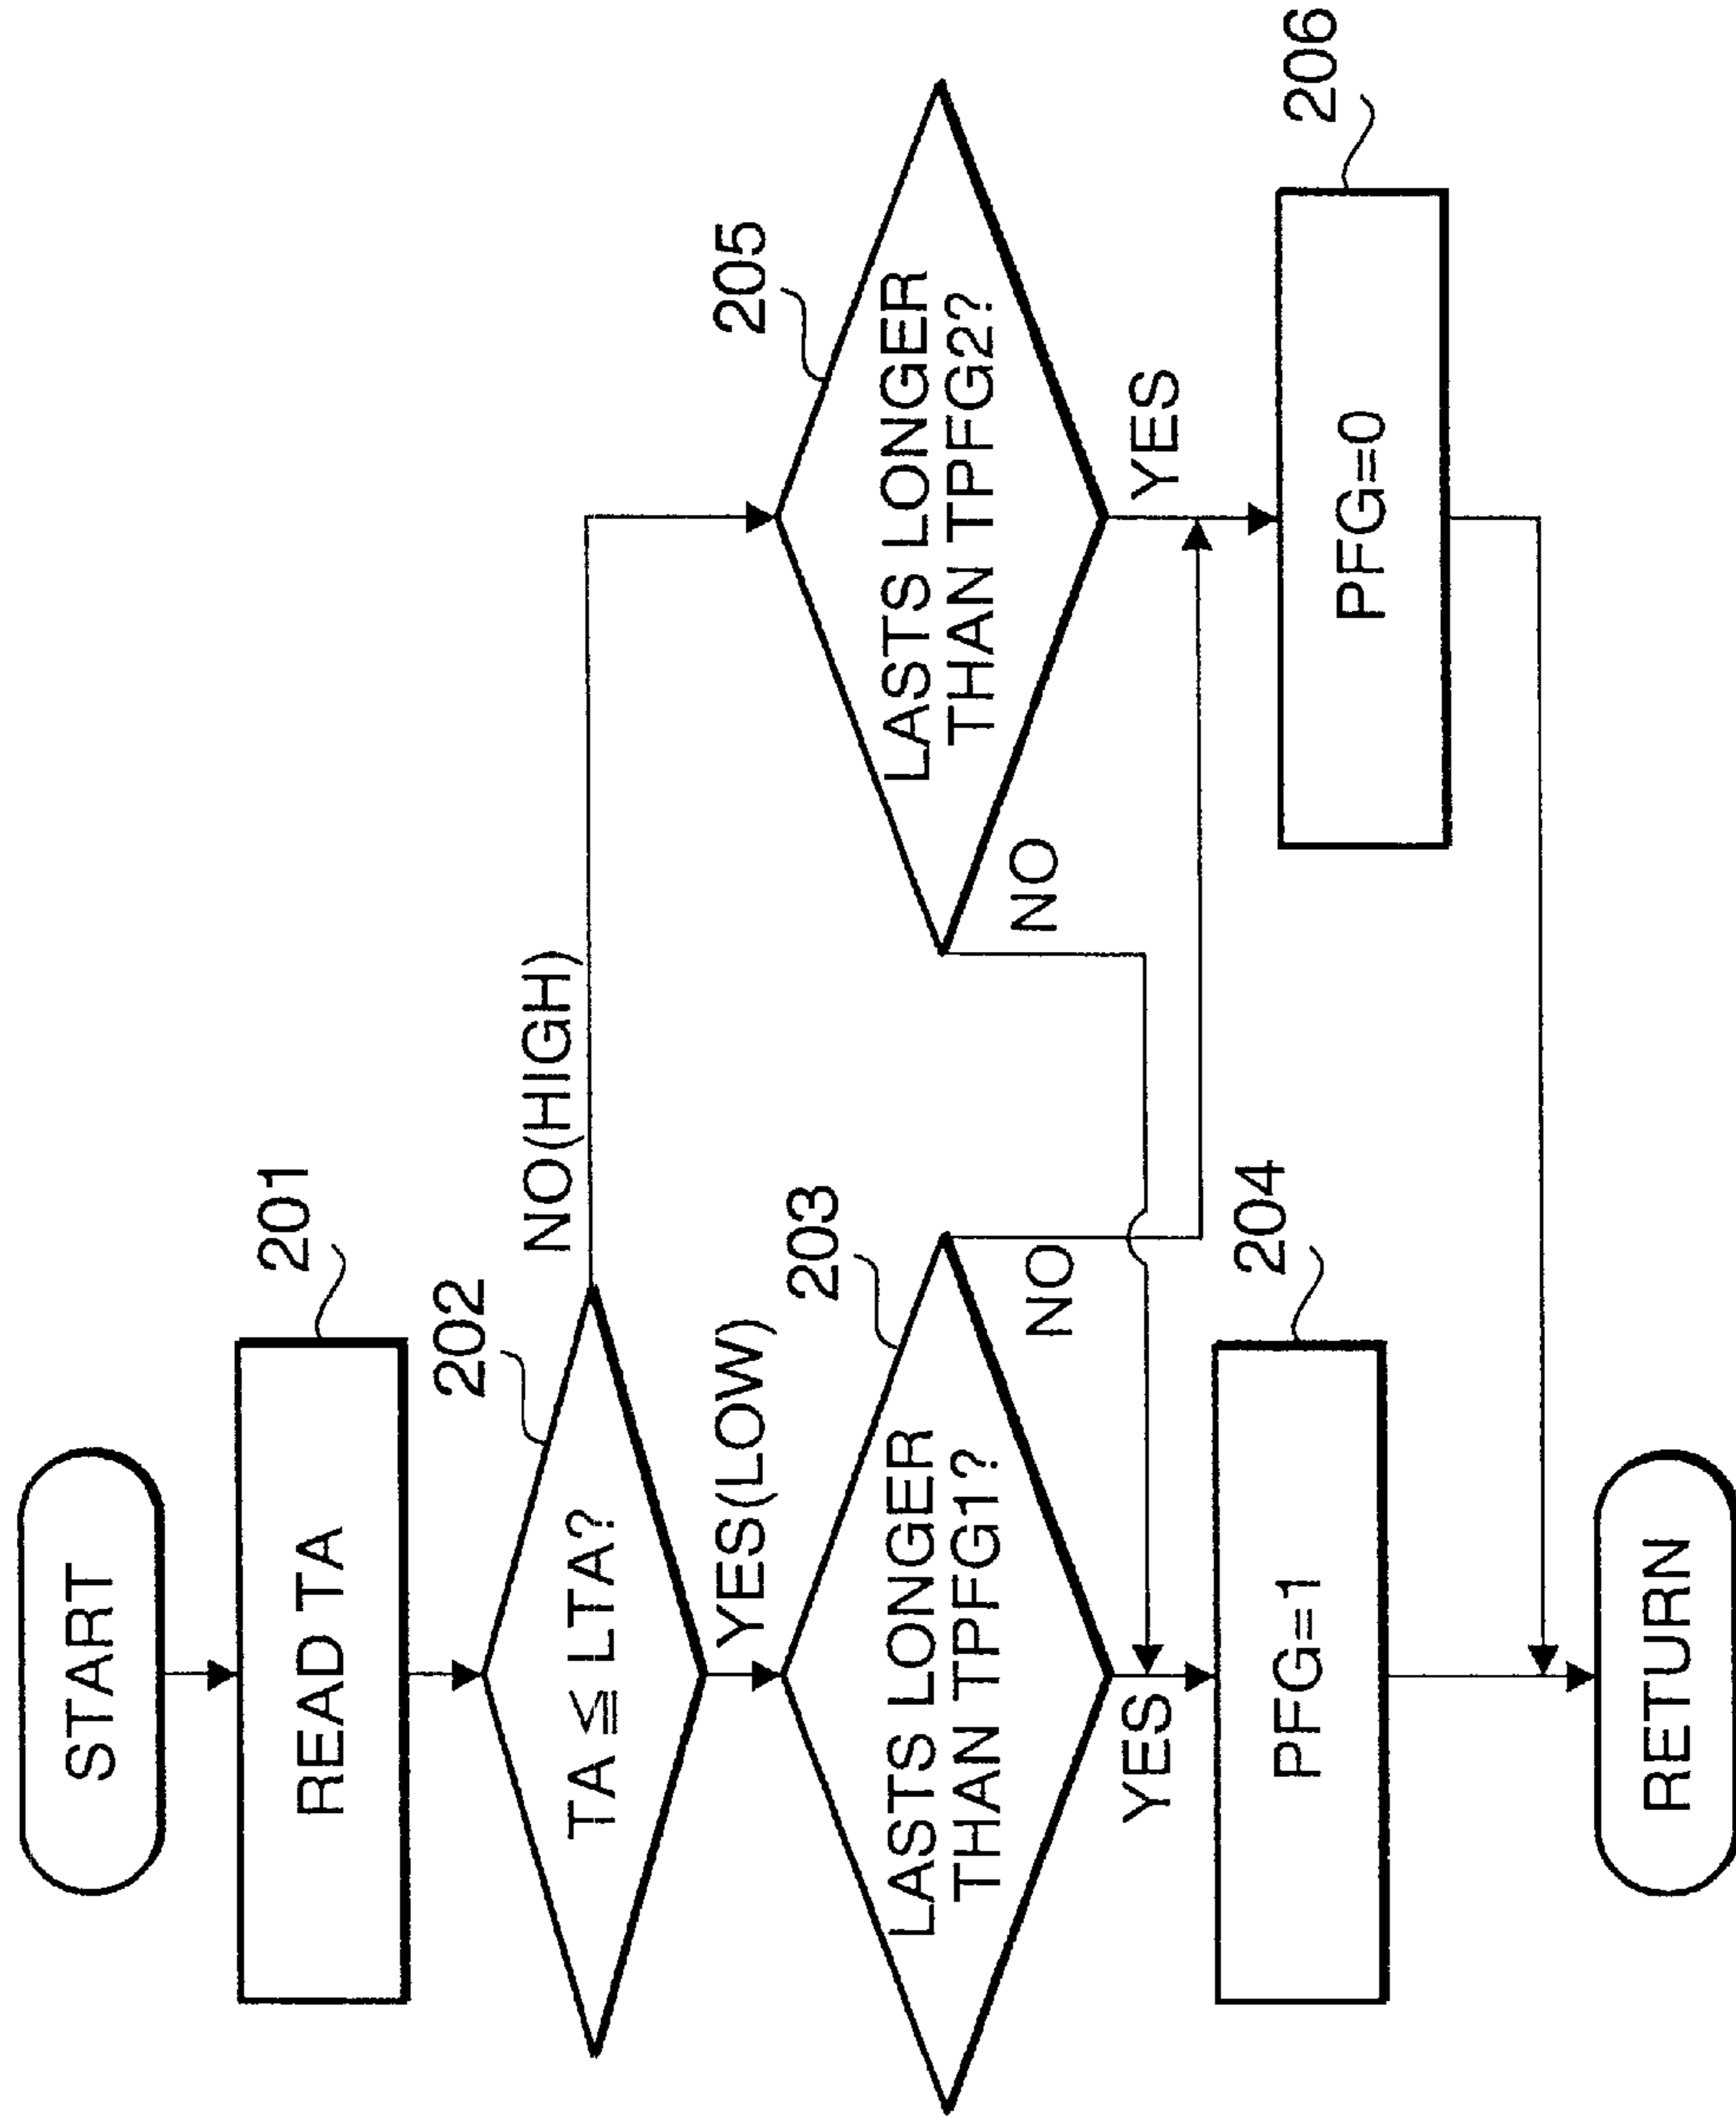 START
201
READ TA
202
TA ≦ LTA?
NO(HIGH)
YES(LOW)
203
LASTS LONGER
THAN TPFG1?
NO
YES
205
LASTS LONGER
THAN TPFG2?
NO
YES
204
PFG=1
206
PFG=0
RETURN